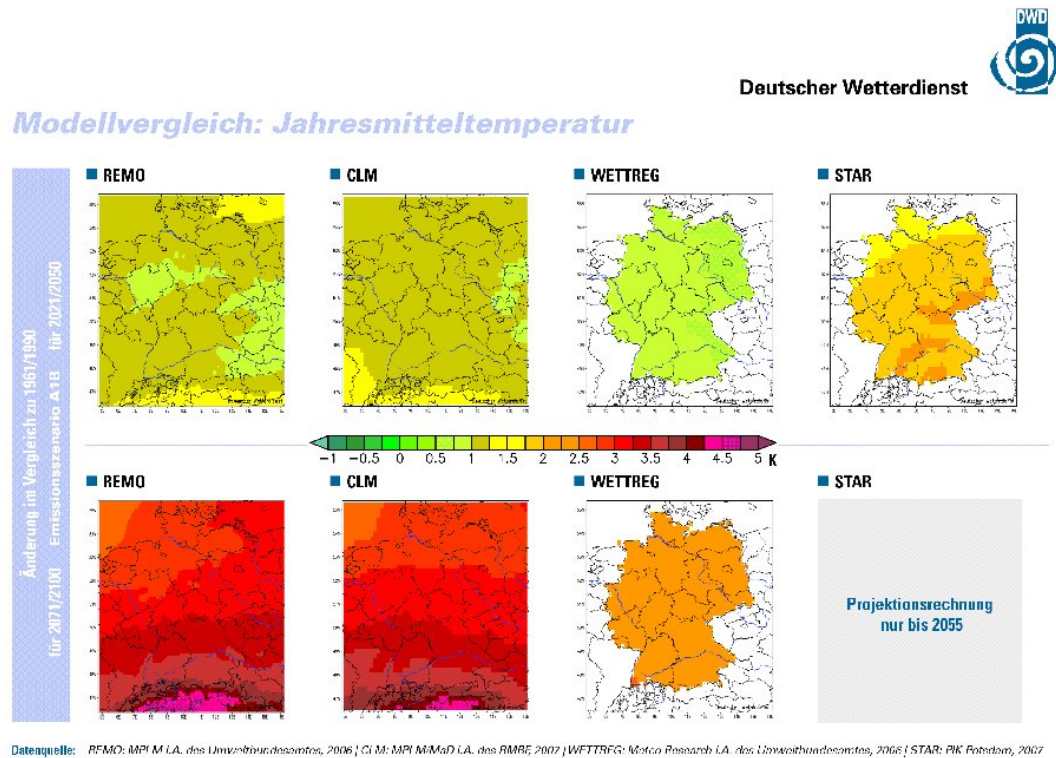 DWD
Deutscher Wetterdienst
Modellvergleich: Jahresmitteltemperatur
Änderung im Vergleich zu 1961/1990
für 2071/2100 Emissionsszenario A1B für 2021/2050
REMO
CLM
WETTREG
STAR
-1 -0.5 0 0.5 1 1.5 2 2.5 3 3.5 4 4.5 5 K
REMO
CLM
WETTREG
STAR
Projektionsrechnung
nur bis 2055
Datenquelle: REMO: MPI-M i.A. des Umweltbundesamtes, 2006 | CLM: MPI-M/MaD i.A. des BMBF, 2007 | WETTREG: Meteo Research i.A. des Umweltbundesamtes, 2006 | STAR: PIK Potsdam, 2007